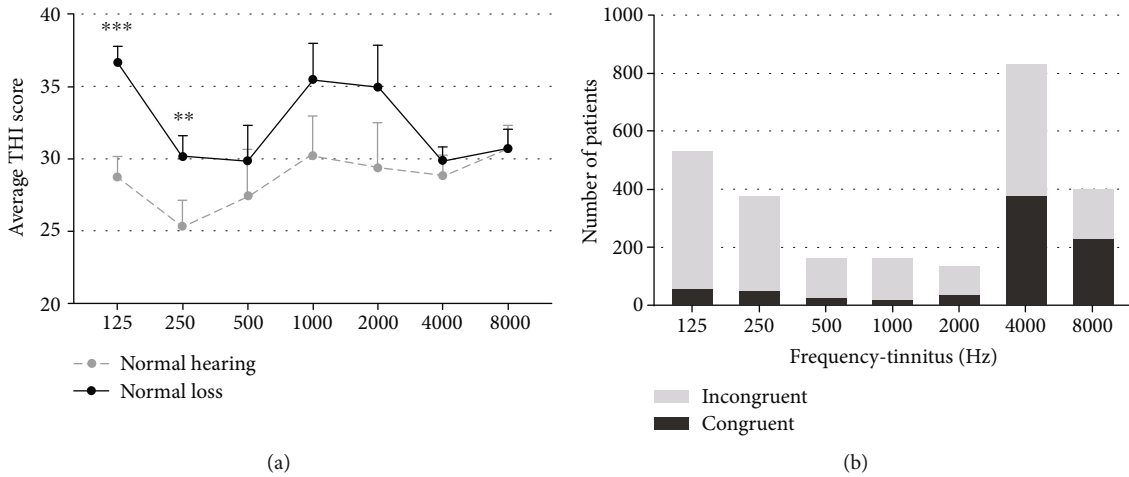 40
35
30
25
20
Average THI score
***
**
125 250 500 1000 2000 4000 8000
Normal hearing
Normal loss
(a)
1000
800
600
400
200
0
Number of patients
125 250 500 1000 2000 4000 8000
Frequency-tinnitus (Hz)
Incongruent
Congruent
(b)